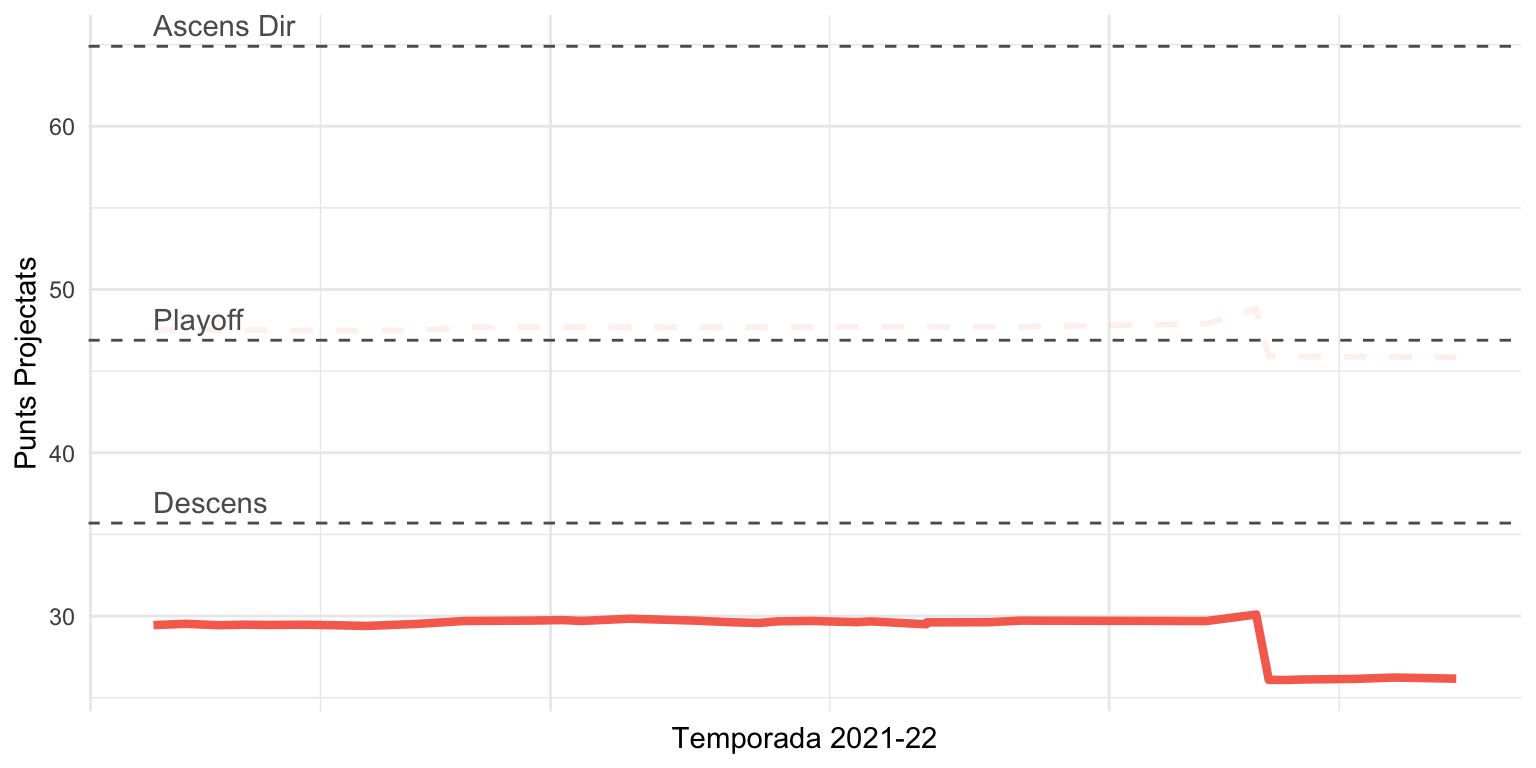 Ascens Dir
60
50
Playoff
Punts Projectats
40
Descens
30
Temporada 2021-22